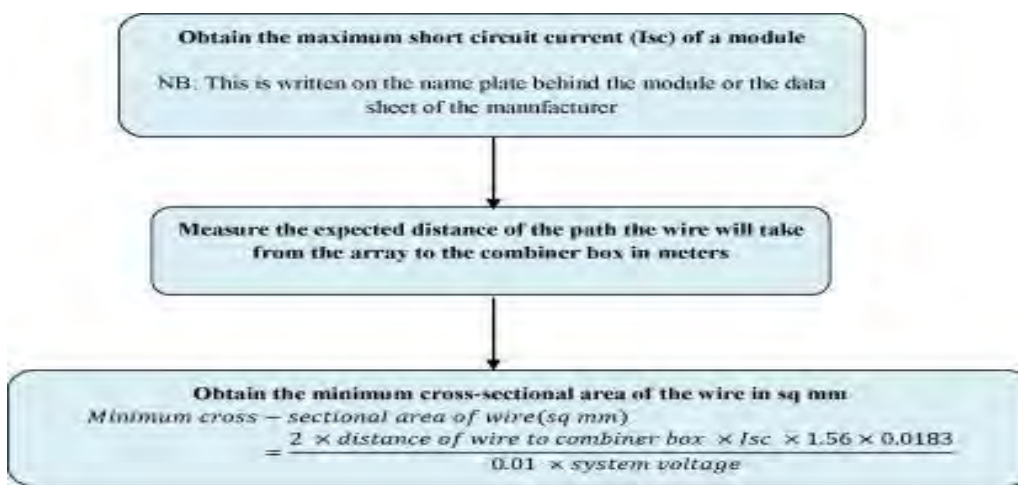 Obtain the maximum short circuit current (Isc) of a module
NB: This is written on the name plate behind the module or the data
sheet of the mannfacturer
Measure the expected distance of the path the wire will take
from the array to the combiner box in meters
Obtain the minimum cross-sectional area of the wire in sq mm
Minimum cross − sectional area of wire(sq mm)
= 2 × distance of wire to combiner box × Isc × 1.56 × 0.0183
0.01 × system voltage